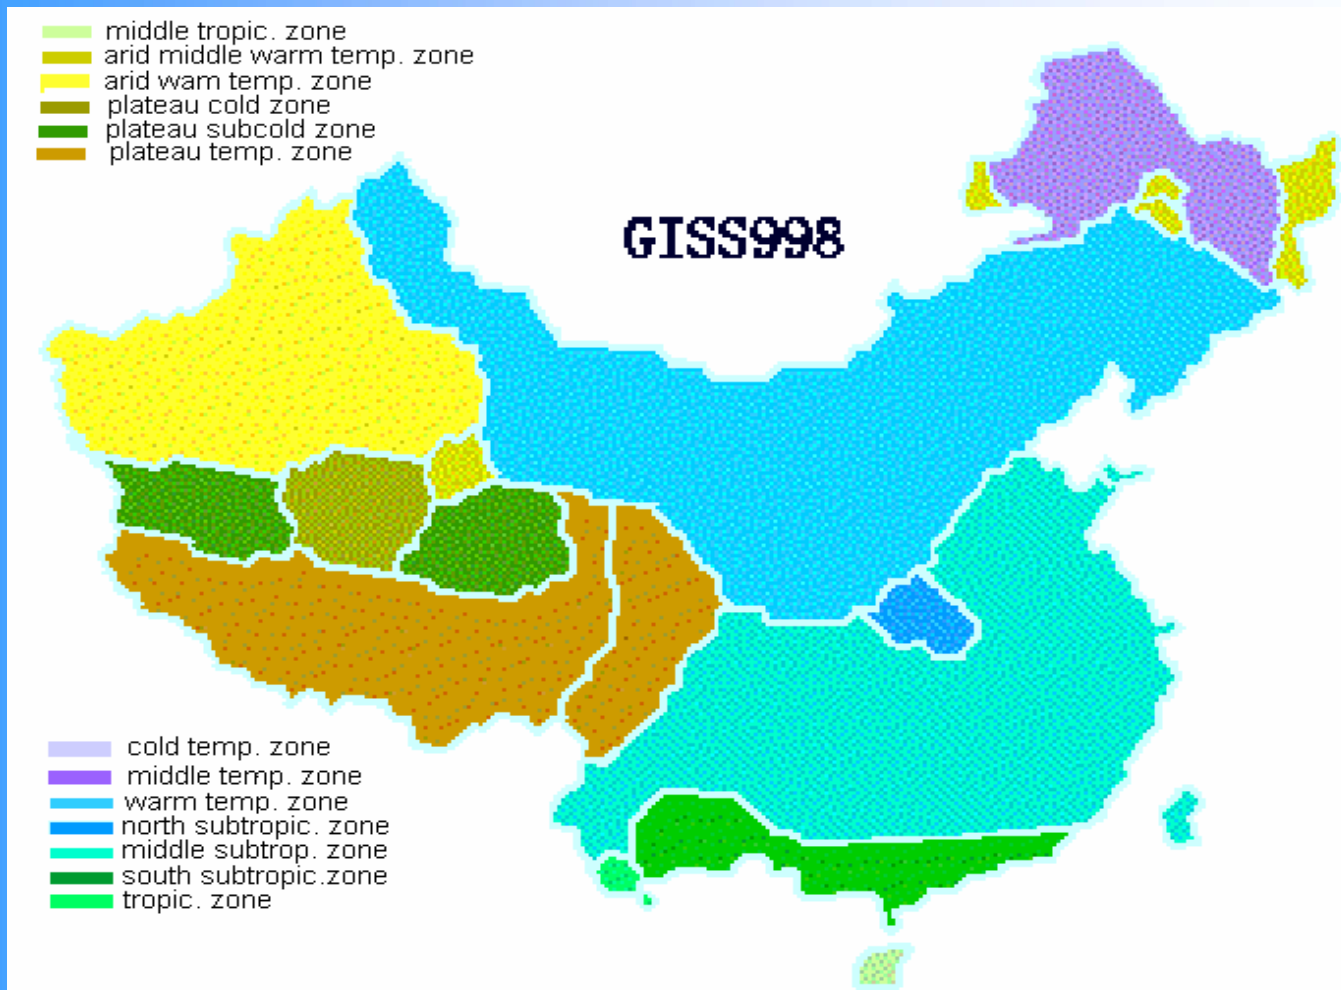 middle tropic. zone
arid middle warm temp. zone
arid wam temp. zone
plateau cold zone
plateau subcold zone
plateau temp. zone
GISS998
cold temp. zone
middle temp. zone
warm temp. zone
north subtropic. zone
middle subtrop. zone
south subtropic.zone
tropic. zone